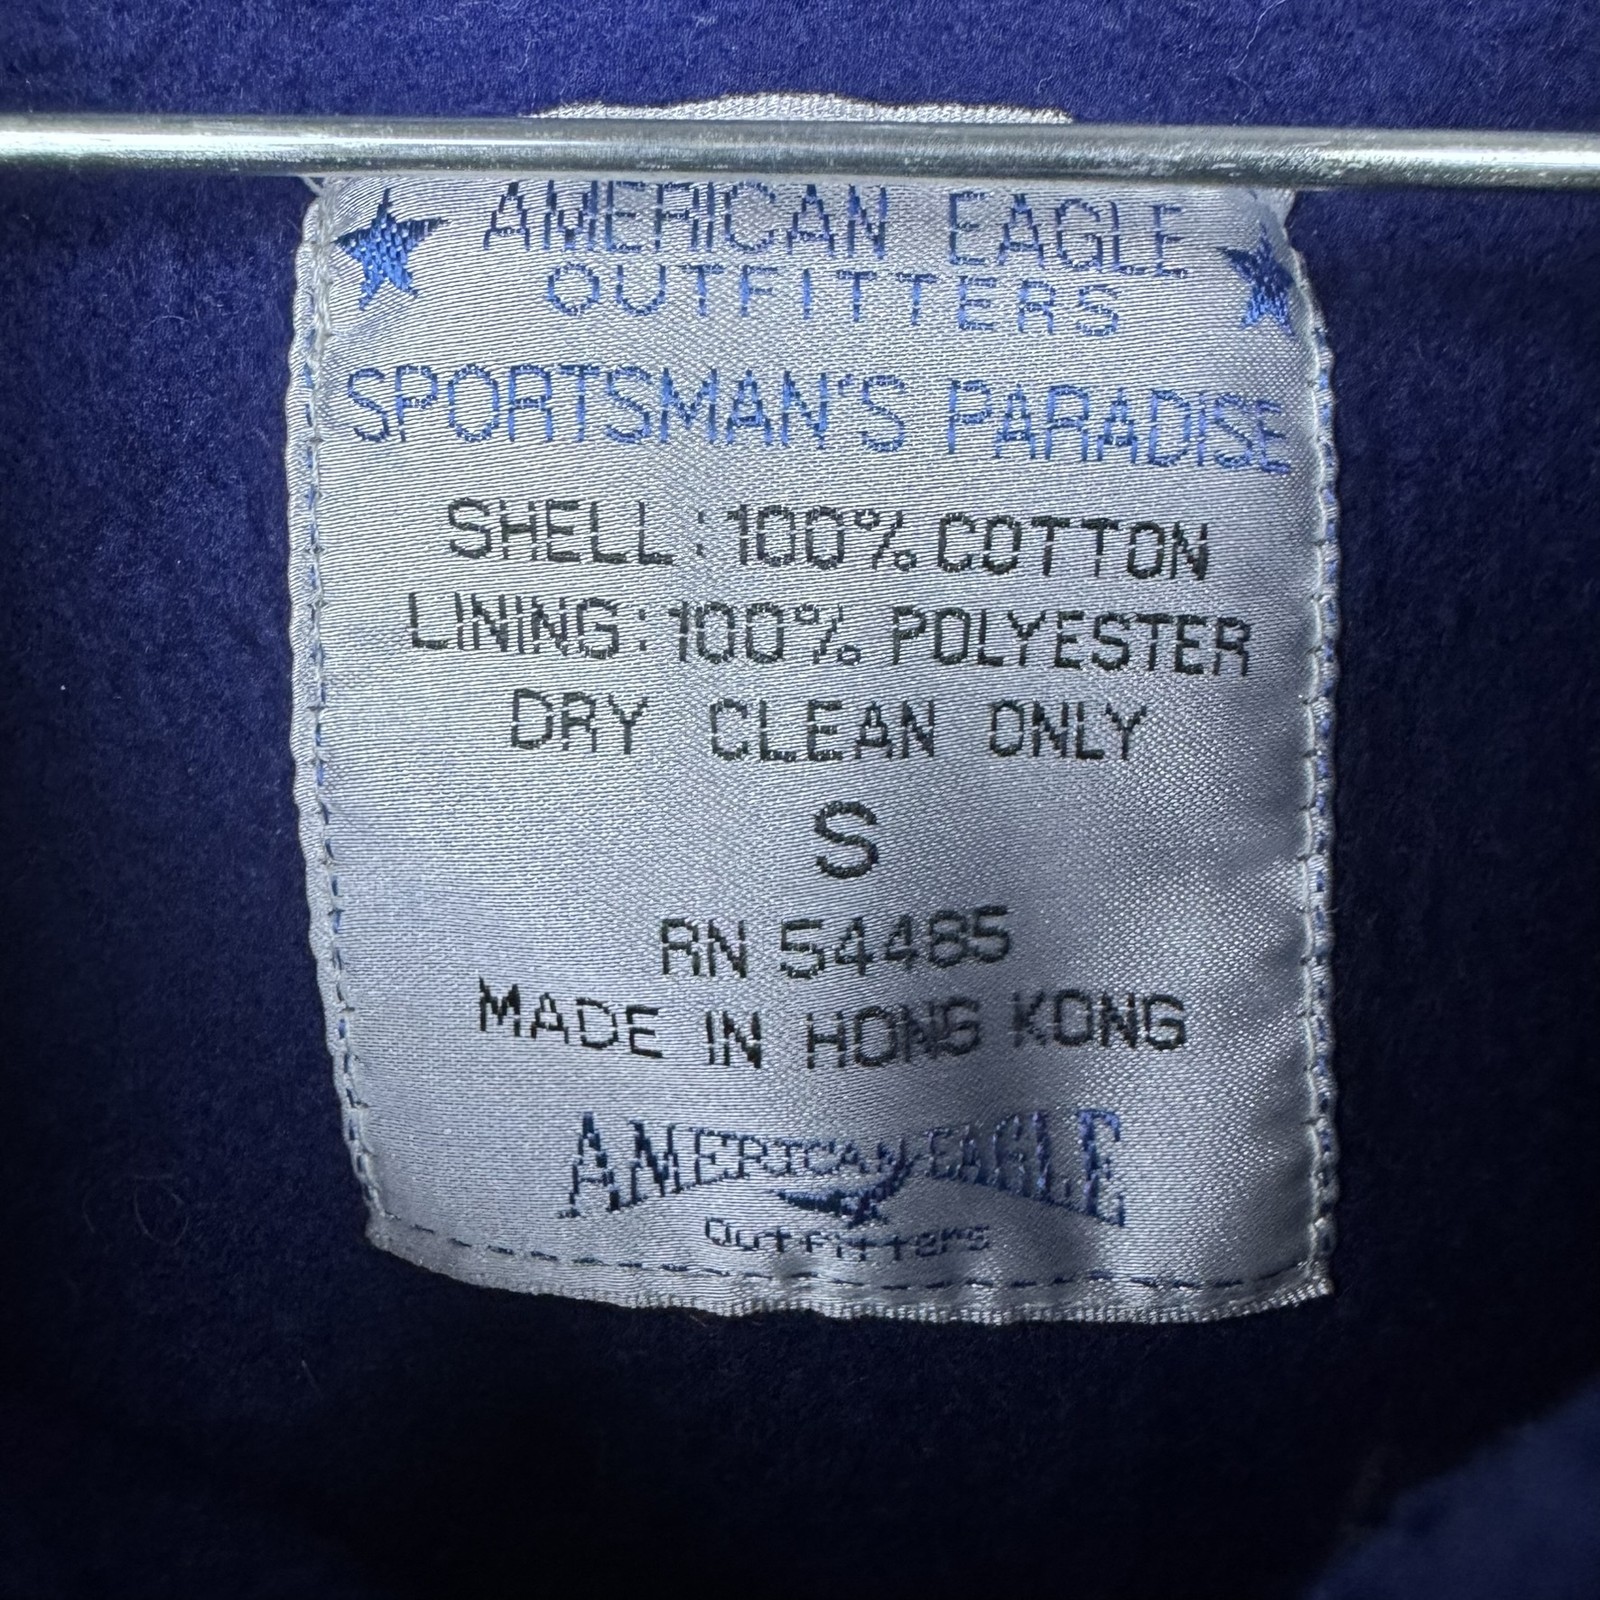 AMERICAN EAGLE
OUTFITTERS
SPORTSMAN'S PARADISE
SHELL : 100% COTTON
LINING : 100% POLYESTER
DRY CLEAN ONLY
S
RN 54485
MADE IN HONG KONG
AMERICAN EAGLE
OUTFITTERS